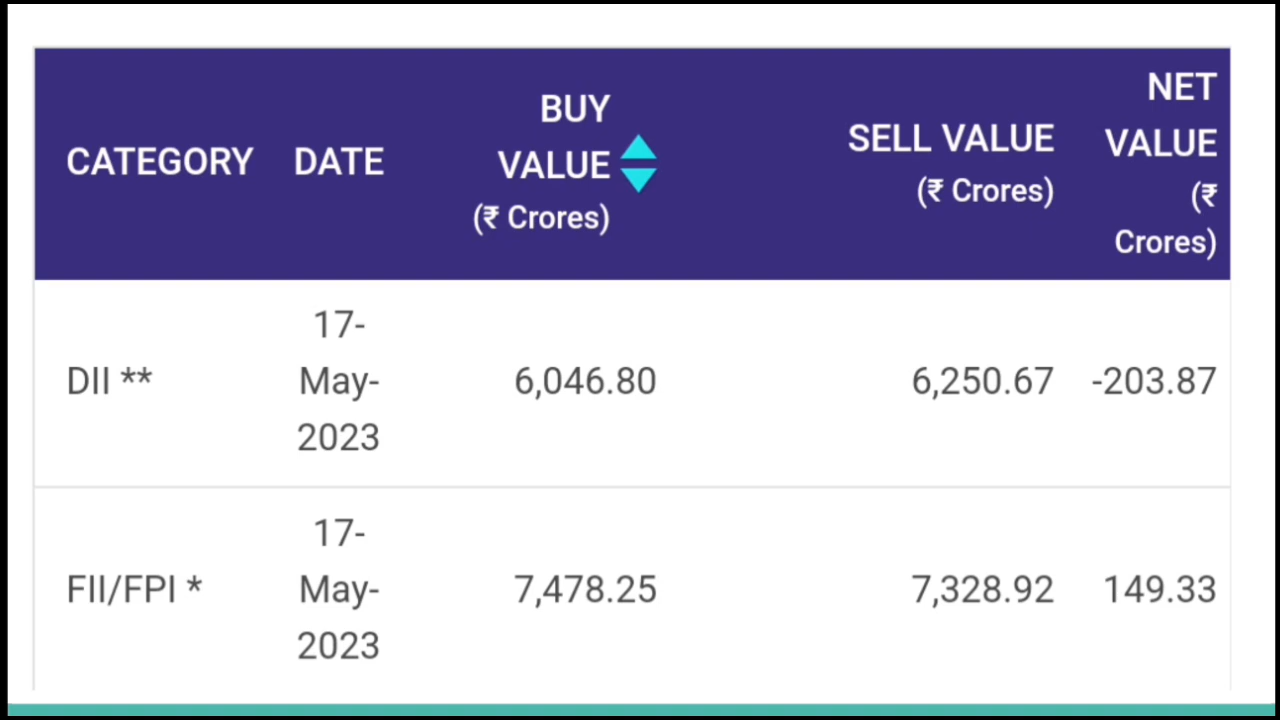 CATEGORY
DATE
BUY
VALUE
(₹ Crores)
SELL VALUE
(₹ Crores)
NET
VALUE
(₹
Crores)
DII **
17-
May-
2023
6,046.80
6,250.67
-203.87
FII/FPI *
17-
May-
2023
7,478.25
7,328.92
149.33